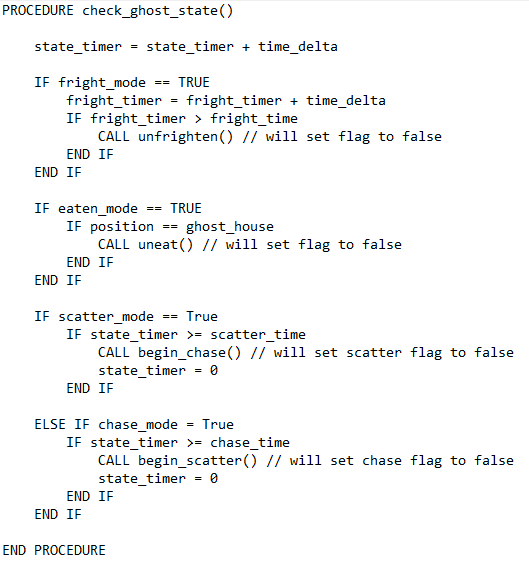 PROCEDURE check_ghost_state()
state_timer = state_timer + time_delta
IF fright_mode == TRUE
fright_timer = fright_timer + time_delta
IF fright_timer > fright_time
CALL unfrighten() // will set flag to false
END IF
END IF
IF eaten_mode == TRUE
IF position == ghost_house
CALL uneat() // will set flag to false
END IF
END IF
IF scatter_mode == True
IF state_timer >= scatter_time
CALL begin_chase() // will set scatter flag to false
state_timer = 0
END IF
ELSE IF chase_mode = True
IF state_timer >= chase_time
CALL begin_scatter() // will set chase flag to false
state_timer = 0
END IF
END IF
END PROCEDURE